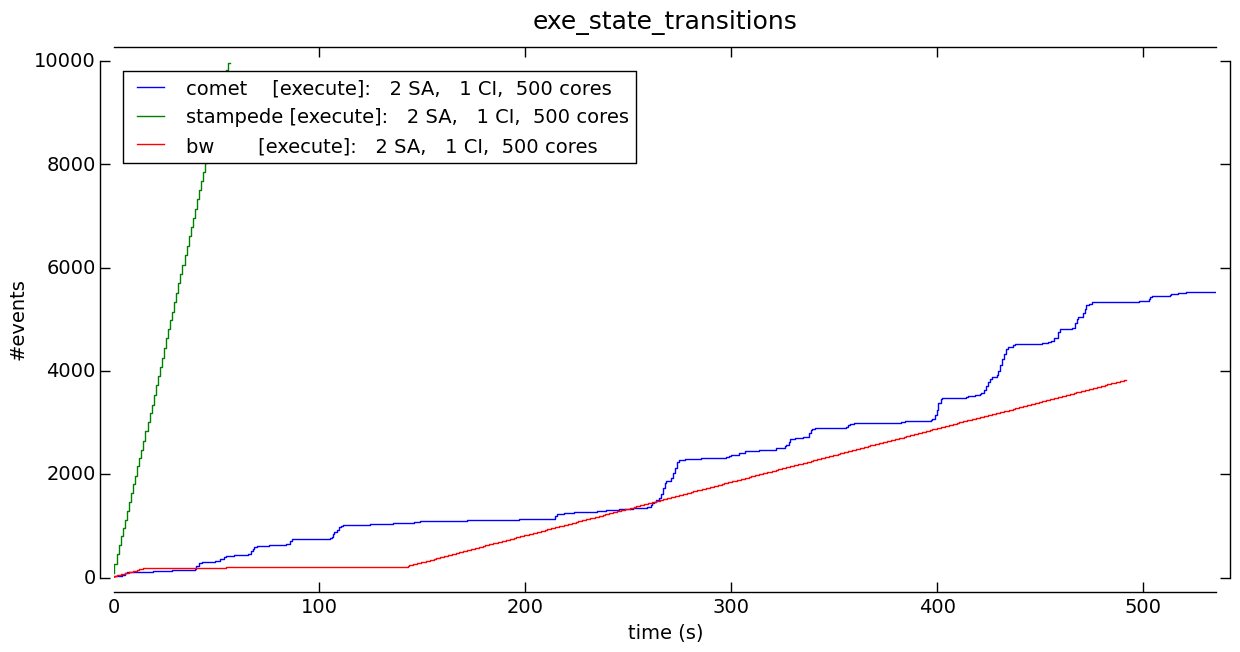 exe_state_transitions
10000
8000
6000
4000
2000
0
#events
comet [execute]: 2 SA, 1 CI, 500 cores
stampede [execute]: 2 SA, 1 CI, 500 cores
bw [execute]: 2 SA, 1 CI, 500 cores
0 100 200 300 400 500
time (s)